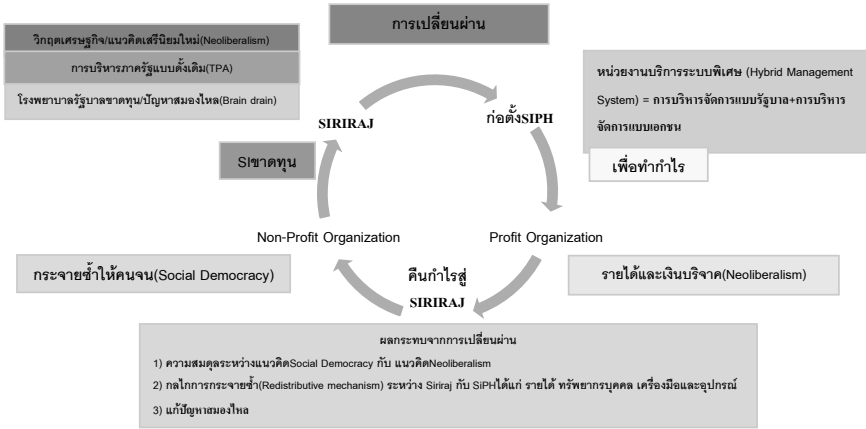 การเปลี่ยนผ่าน
วิกฤตเศรษฐกิจ/แนวคิดเสรีนิยมใหม่(Neoliberalism)
การบริหารภาครัฐแบบดั้งเดิม(TPA)
โรงพยาบาลรัฐบาลขาดทุน/ปัญหาสมองไหล(Brain drain)
หน่วยงานบริการระบบพิเศษ (Hybrid Management
System) = การบริหารจัดการแบบรัฐบาล+การบริหาร
จัดการแบบเอกชน
SIRIRAJ
ก่อตั้งSIPH
SIขาดทุน
เพื่อทำกำไร
Non-Profit Organization
Profit Organization
กระจายซ้ำให้คนจน(Social Democracy)
คืนกำไรสู่
SIRIRAJ
รายได้และเงินบริจาค(Neoliberalism)
ผลกระทบจากการเปลี่ยนผ่าน
1) ความสมดุลระหว่างแนวคิดSocial Democracy กับ แนวคิดNeoliberalism
2) กลไกการกระจายซ้ำ(Redistributive mechanism) ระหว่าง Siriraj กับ SiPHได้แก่ รายได้ ทรัพยากรบุคคล เครื่องมือและอุปกรณ์
3) แก้ปัญหาสมองไหล